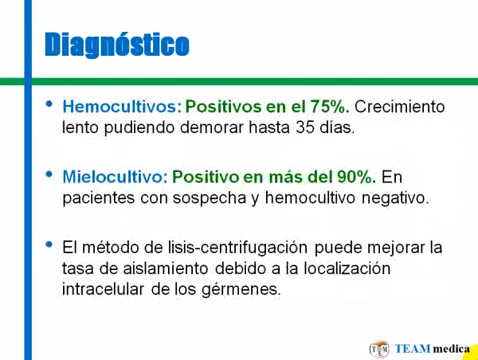 Diagnóstico
Hemocultivos: Positivos en el 75%. Crecimiento
lento pudiendo demorar hasta 35 días.
Mielocultivo: Positivo en más del 90%. En
pacientes con sospecha y hemocultivo negativo.
El método de lisis-centrifugación puede mejorar la
tasa de aislamiento debido a la localización
intracelular de los gérmenes.
TEAM medica